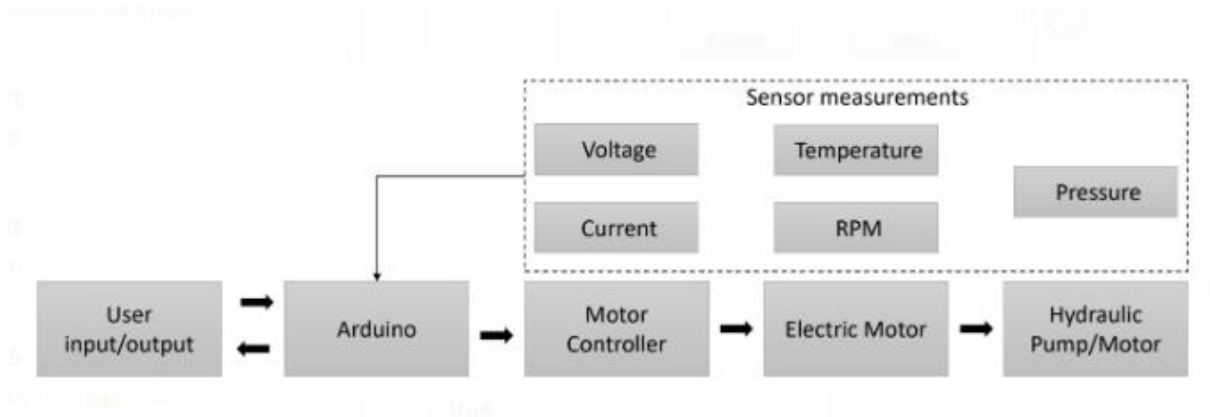 Sensor measurements
Voltage
Temperature
Pressure
Current
RPM
User
input/output
Arduino
Motor
Controller
Electric Motor
Hydraulic
Pump/Motor